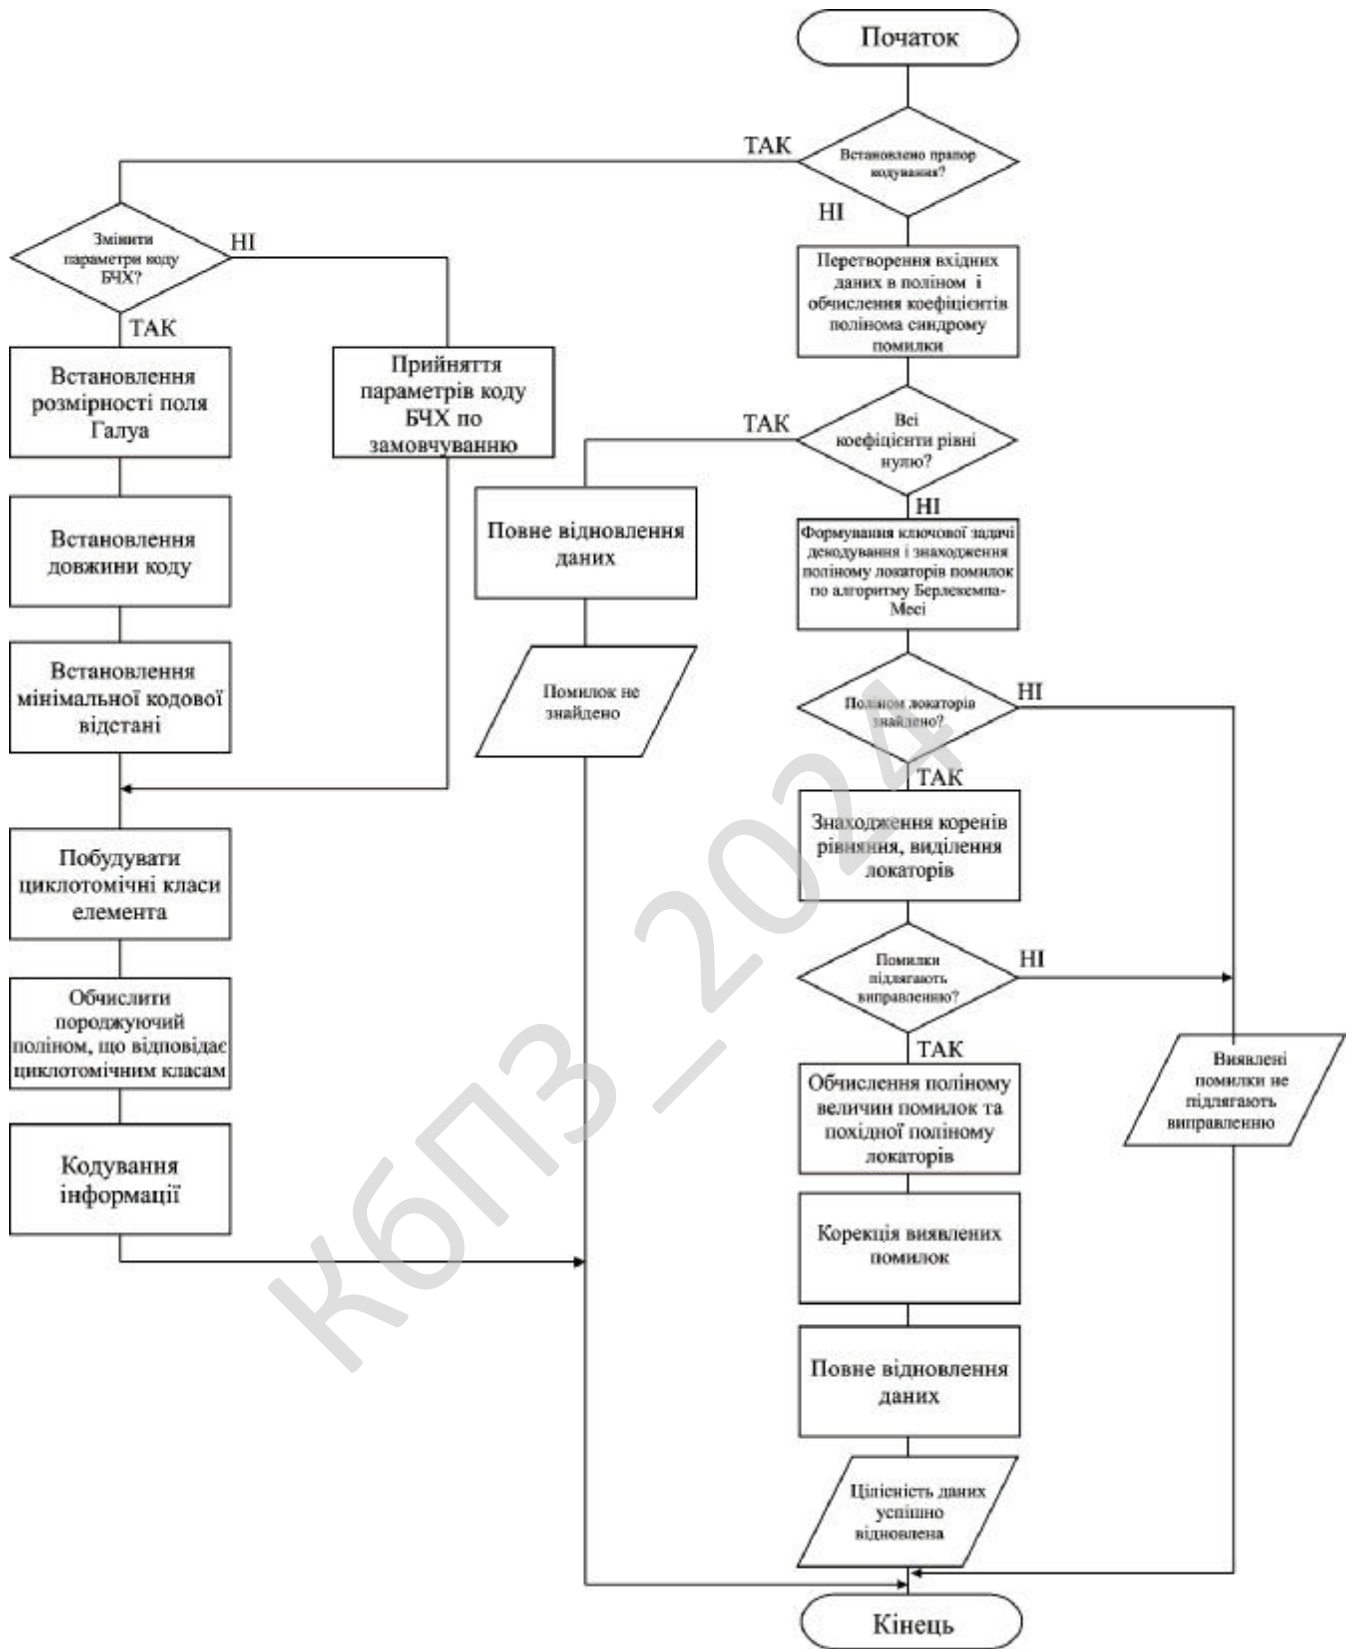 Початок
ТАК
Встановлено прапор
кодування?
НІ
Змінити
параметри коду
БЧХ?
НІ
ТАК
Перетворення вхідних
даних в поліном і
обчислення коефіцієнтів
полінома синдрому
помилки
Встановлення
розмірності поля
Галуа
Прийняття
параметрів коду
БЧХ по
замовчуванню
ТАК
Всі
коефіцієнти рівні
нулю?
НІ
Встановлення
довжини коду
Повне відновлення
даних
Формування ключової задачі
декодування і знаходження
поліному локаторів помилок
по алгоритму Берлекемпа-
Месі
Встановлення
мінімальної кодової
відстані
Помилок не
знайдено
Поліном локаторів
знайдено?
НІ
ТАК
Знаходження коренів
рівняння, виділення
локаторів
Побудувати
циклотомічні класи
елемента
Помилки
підлягають
виправленню?
НІ
ТАК
Обчислити
породжуючий
поліном, що відповідає
циклотомічним класам
Виявлені
помилки не
підлягають
виправленню
Обчислення поліному
величин помилок та
похідної поліному
локаторів
Кодування
інформації
Корекція виявлених
помилок
Повне відновлення
даних
Цілісність даних
успішно
відновлена
Кінець
КбПЗ_2024